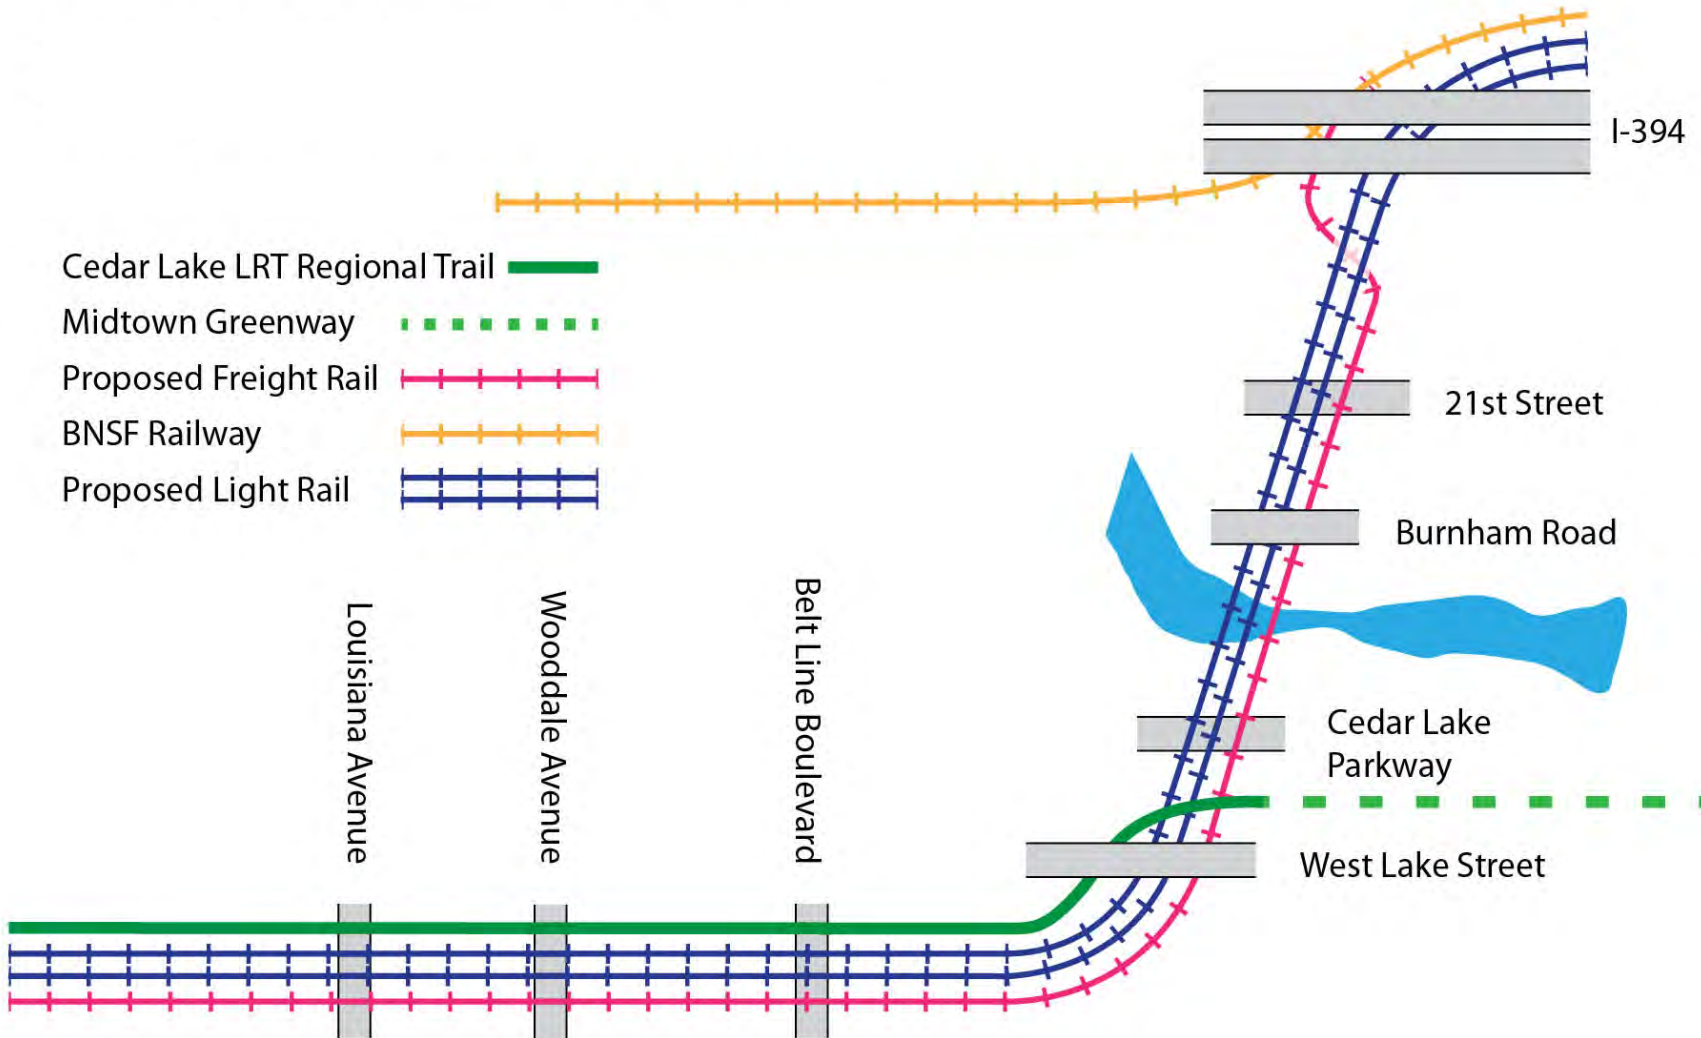 I-394
Cedar Lake LRT Regional Trail
Midtown Greenway
Proposed Freight Rail
BNSF Railway
Proposed Light Rail
21st Street
Burnham Road
Louisiana Avenue
Wooddale Avenue
Belt Line Boulevard
Cedar Lake
Parkway
West Lake Street